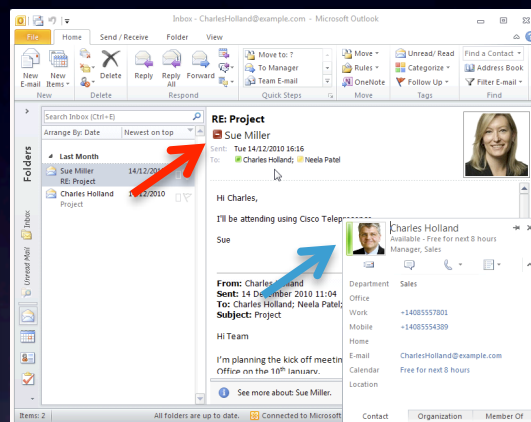 Inbox - CharlesHolland@example.com - Microsoft Outlook
File Home Send / Receive Folder View
New E-mail
New Items
Delete
Reply
Reply All
Forward
Move to: ?
To Manager
Team E-mail
Move
Rules
OneNote
Unread/ Read
Categorize
Follow Up
Find a Contact
Address Book
Filter E-mail
New Delete Respond Quick Steps Move Tags Find
Search Inbox (Ctrl+E)
Arrange By: Date Newest on top
Last Month
Sue Miller 14/12/2010
RE: Project
Charles Holland
Project
Folders
Inbox
Unread Mail
RE: Project
Sue Miller
Sent: Tue 14/12/2010 16:16
To: Charles Holland; Neela Patel
Hi Charles,
I'll be attending using Cisco
Sue
From: Charles
Sent: 14 December 2010 11:04
To: Charles Holland; Neela Patel;
Subject: Project
Hi Team
I'm planning the kick off
Office on the 10th January.
See more about: Sue Miller.
Charles Holland
Available - Free for next 8 hours
Manager, Sales
Department Sales
Office
Work +14085557801
Mobile +14085554389
Home
E-mail CharlesHolland@example.com
Calendar Free for next 8 hours
Location
Contact Organization Member Of
Items: 2 All folders are up to date. Connected to Microsoft